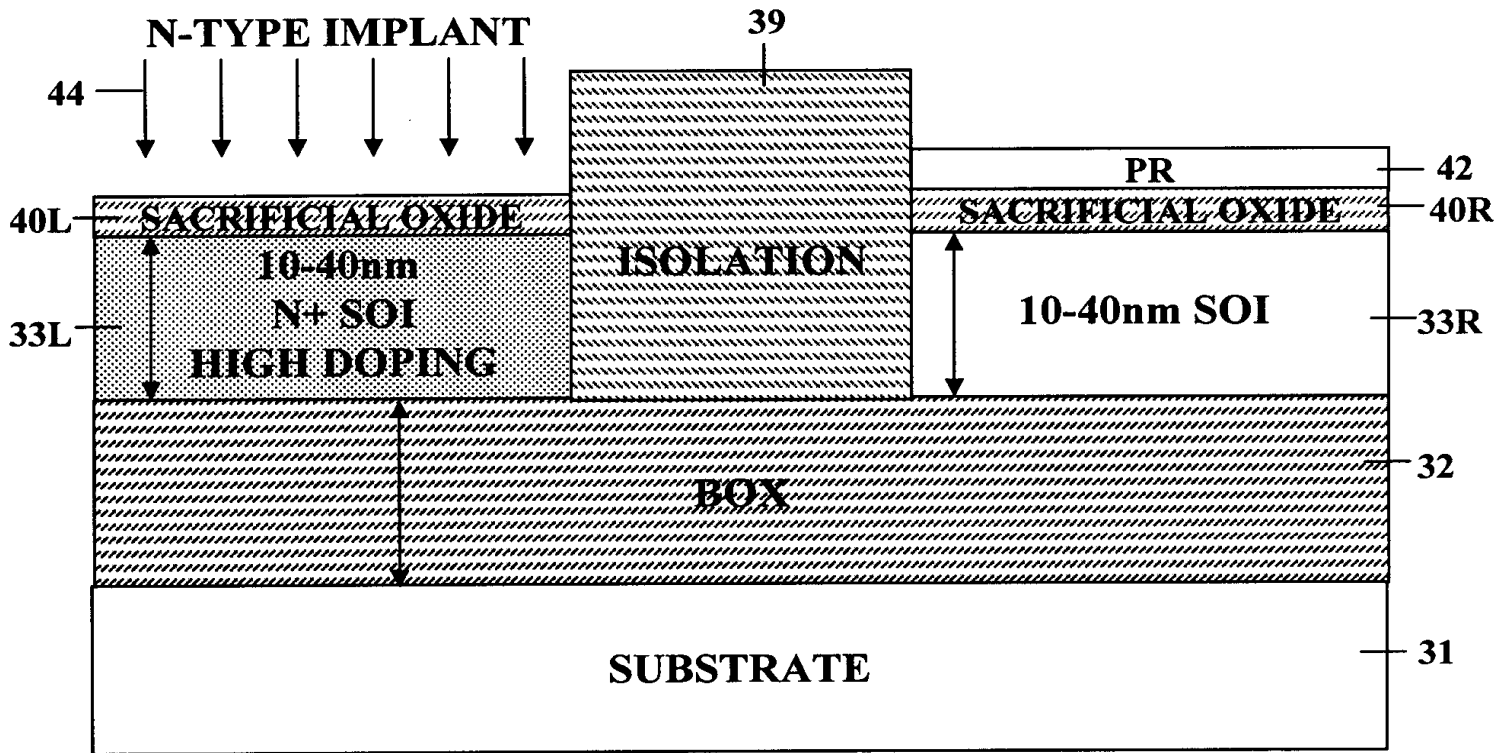 39
N-TYPE IMPLANT
44
PR
42
40L
SACRIFICIAL OXIDE
SACRIFICIAL OXIDE
40R
ISOLATION
10-40nm
N+ SOI
HIGH DOPING
33L
10-40nm SOI
33R
BOX
32
SUBSTRATE
31